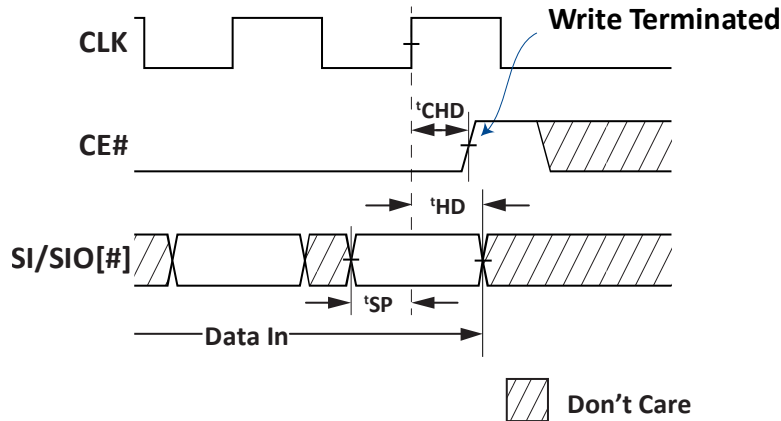 Write Terminated
CLK
tCHD
CE#
tHD
SI/SIO[#]
tSP
Data In
Don't Care